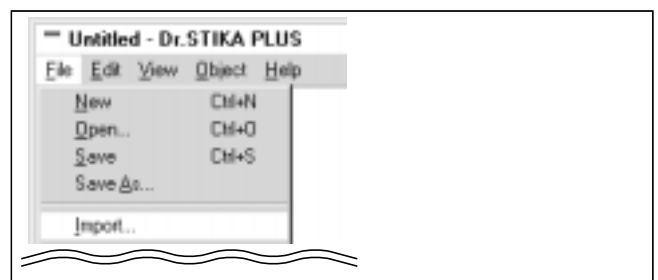 Untitled - Dr.STIKA PLUS
File Edit View Object Help
New Ctrl+N
Open... Ctrl+O
Save Ctrl+S
Save As...
Import...